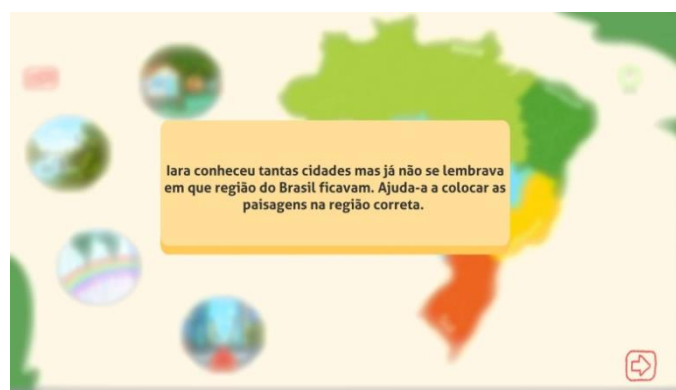 Iara conheceu tantas cidades mas já não se lembrava
em que região do Brasil ficavam. Ajuda-a a colocar as
paisagens na região correta.